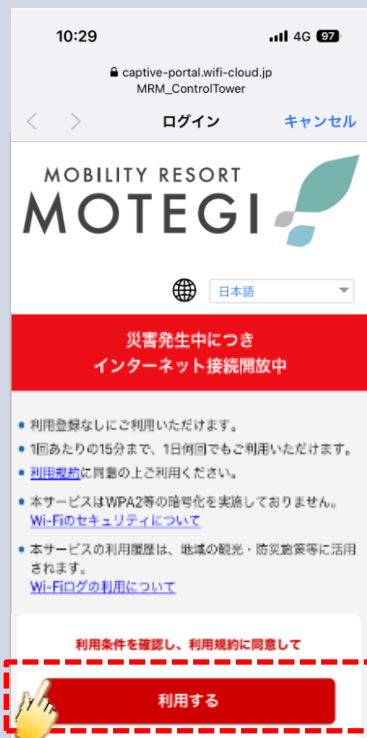 10:29
4G 97
captive-portal.wifi-cloud.jp
MRM_ControlTower
ログイン
キャンセル
MOBILITY RESORT
MOTEGI
日本語
災害発生中につき
インターネット接続開放中
利用登録なしにご利用いただけます。
1回あたりの15分まで、1日何回でもご利用いただけます。
利用規約に同意の上ご利用ください。
本サービスはWPA2等の暗号化を実施しておりません。
Wi-Fiのセキュリティについて
本サービスの利用履歴は、地域の観光・防災施策等に活用
されます。
Wi-Fiログの利用について
利用条件を確認し、利用規約に同意して
利用する